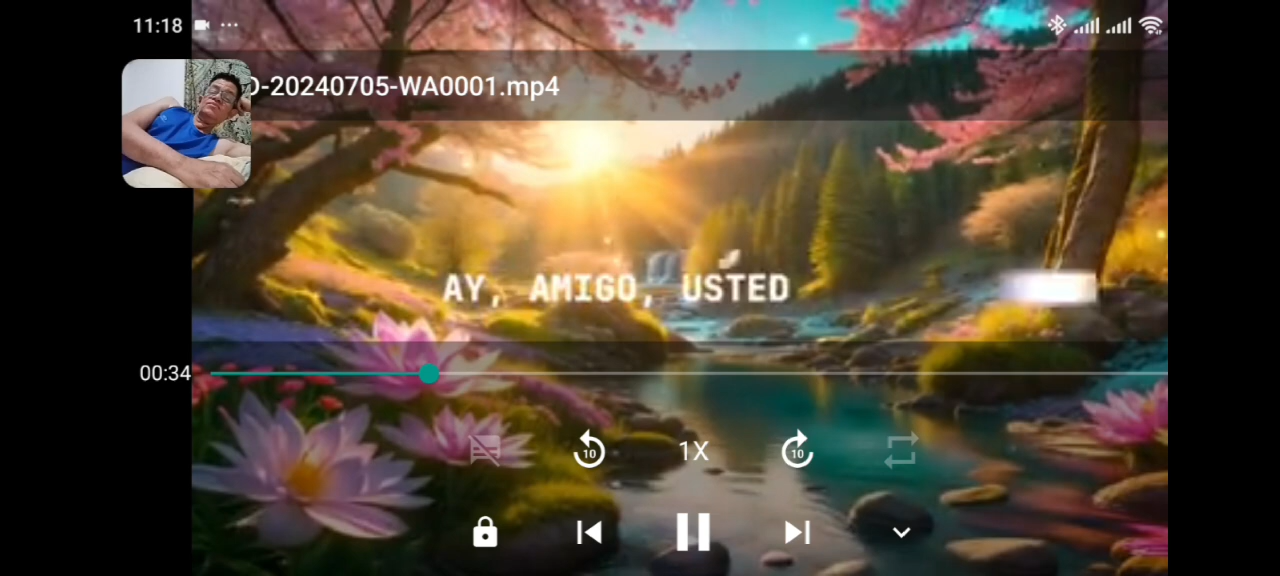 11:18
D-20240705-WA0001.mp4
AY, AMIGO, USTED
00:34
10
1X
10